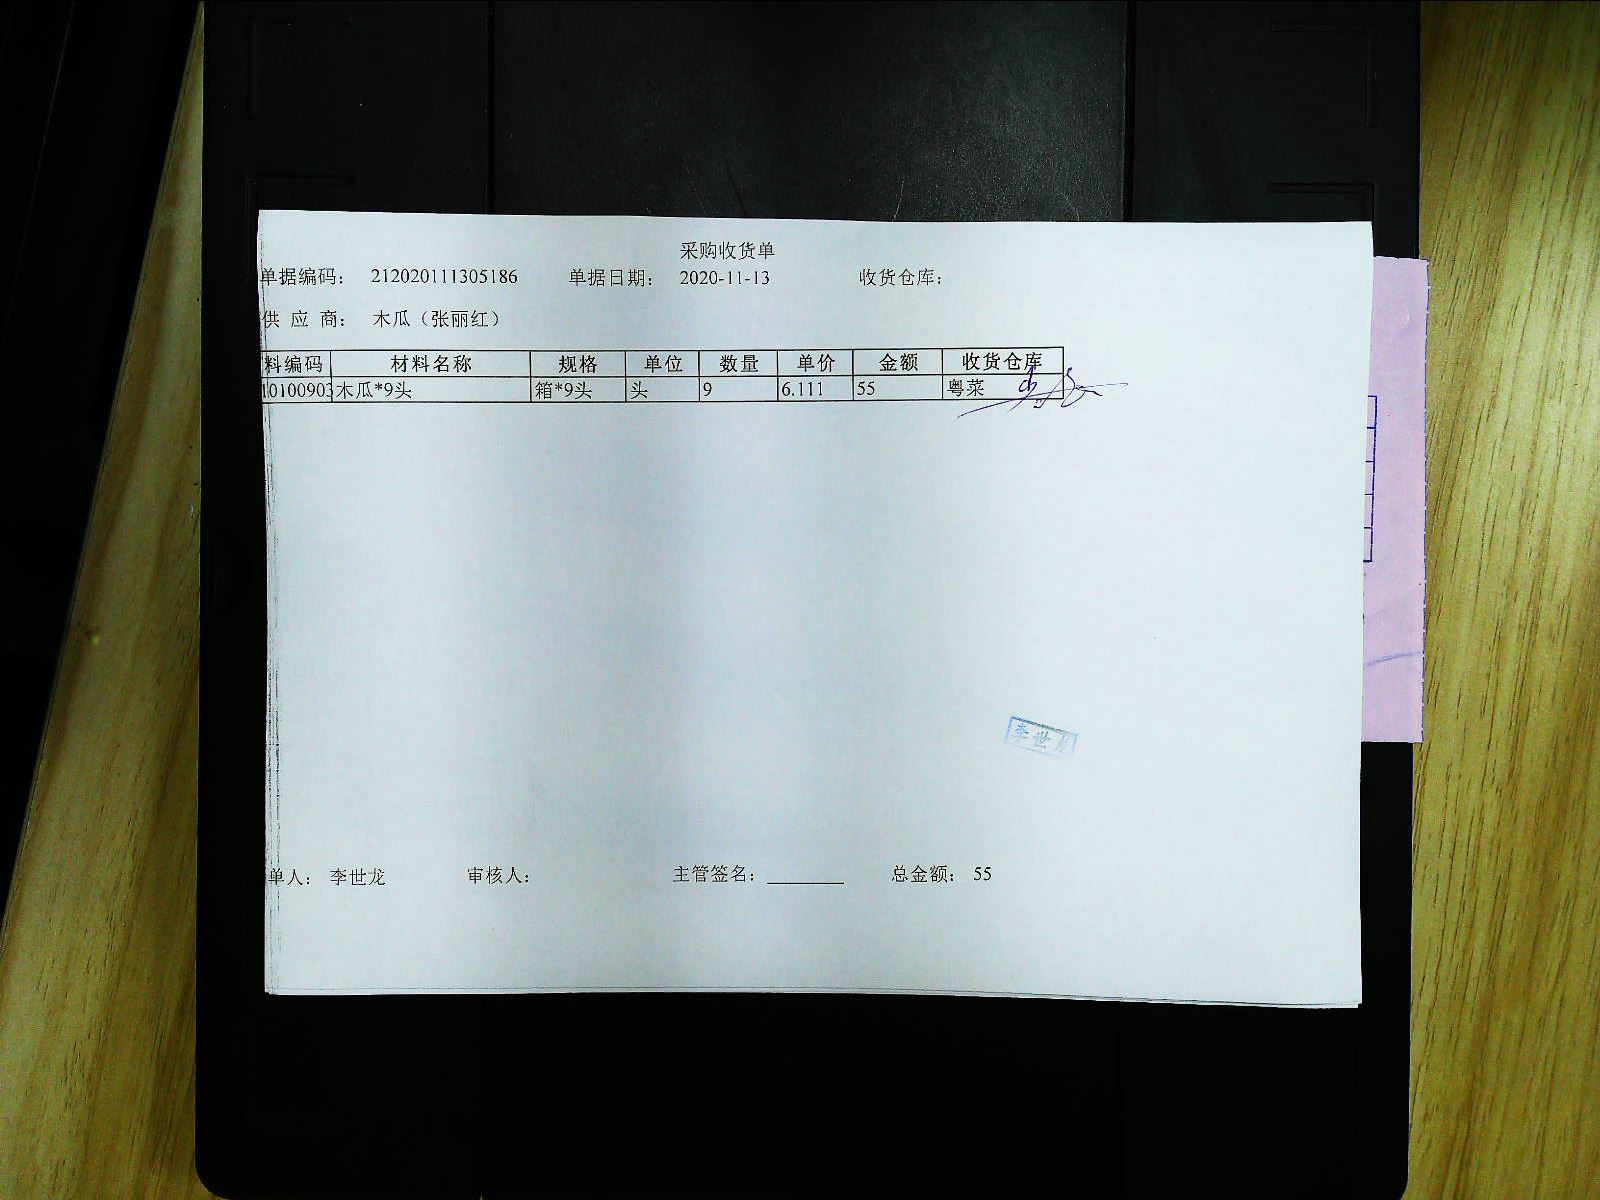 采购收货单
单据编码： 212020111305186 单据日期： 2020-11-13 收货仓库：
供 应 商： 木瓜（张丽红）
料编码 材料名称 规格 单位 数量 单价 金额 收货仓库
10100903 木瓜*9头 箱*9头 头 9 6.111 55 粤菜
李世龙
单人： 李世龙 审核人： 主管签名：________ 总金额： 55